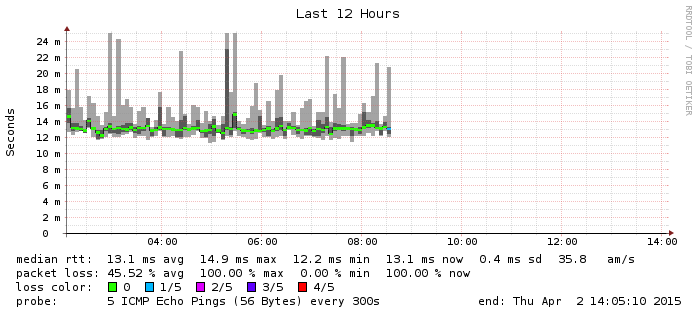 Last 12 Hours
RRDTOOL / TOBI OETIKER
Seconds
24 m
22 m
20 m
18 m
16 m
14 m
12 m
10 m
8 m
6 m
4 m
2 m
0
04:00 06:00 08:00 10:00 12:00 14:00
median rtt: 13.1 ms avg 14.9 ms max 12.2 ms min 13.1 ms now 0.4 ms sd 35.8 am/s
packet loss: 45.52 % avg 100.00 % max 0.00 % min 100.00 % now
loss color: 0 1/5 2/5 3/5 4/5
probe: 5 ICMP Echo Pings (56 Bytes) every 300s end: Thu Apr 2 14:05:10 2015